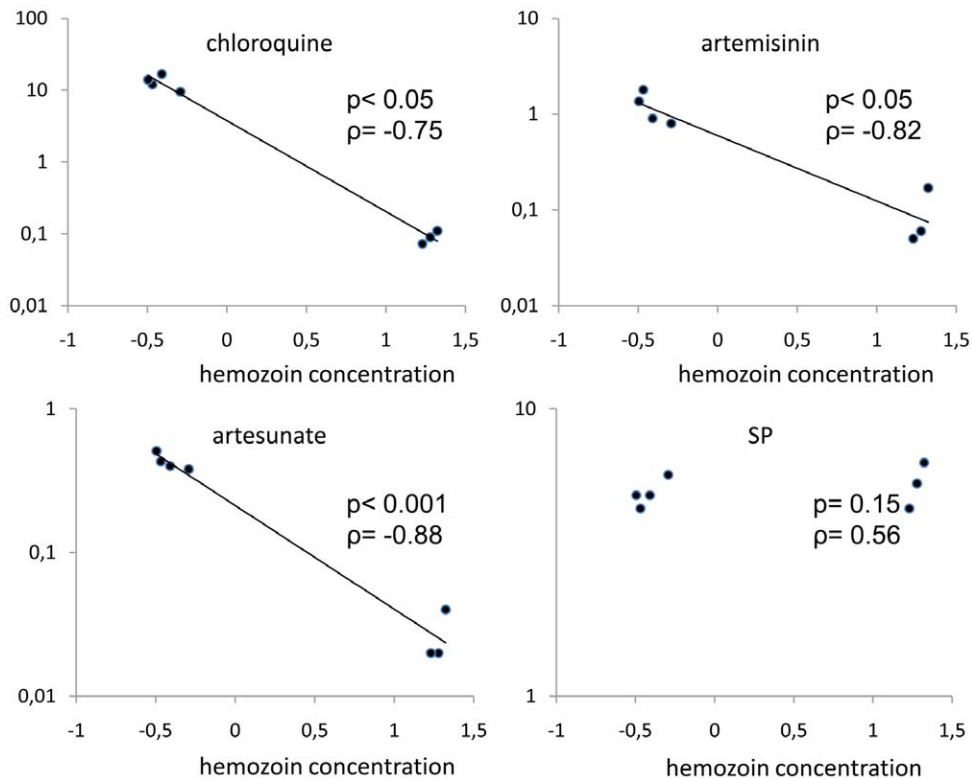 100
10
1
0,1
0,01
chloroquine
p< 0.05
ρ= -0.75
-1 -0,5 0 0,5 1 1,5
hemozoin concentration
10
1
0,1
0,01
artemisinin
p< 0.05
ρ= -0.82
-1 -0,5 0 0,5 1 1,5
hemozoin concentration
1
0,1
0,01
artesunate
p< 0.001
ρ= -0.88
-1 -0,5 0 0,5 1 1,5
hemozoin concentration
10
1
SP
p= 0.15
ρ= 0.56
-1 -0,5 0 0,5 1 1,5
hemozoin concentration